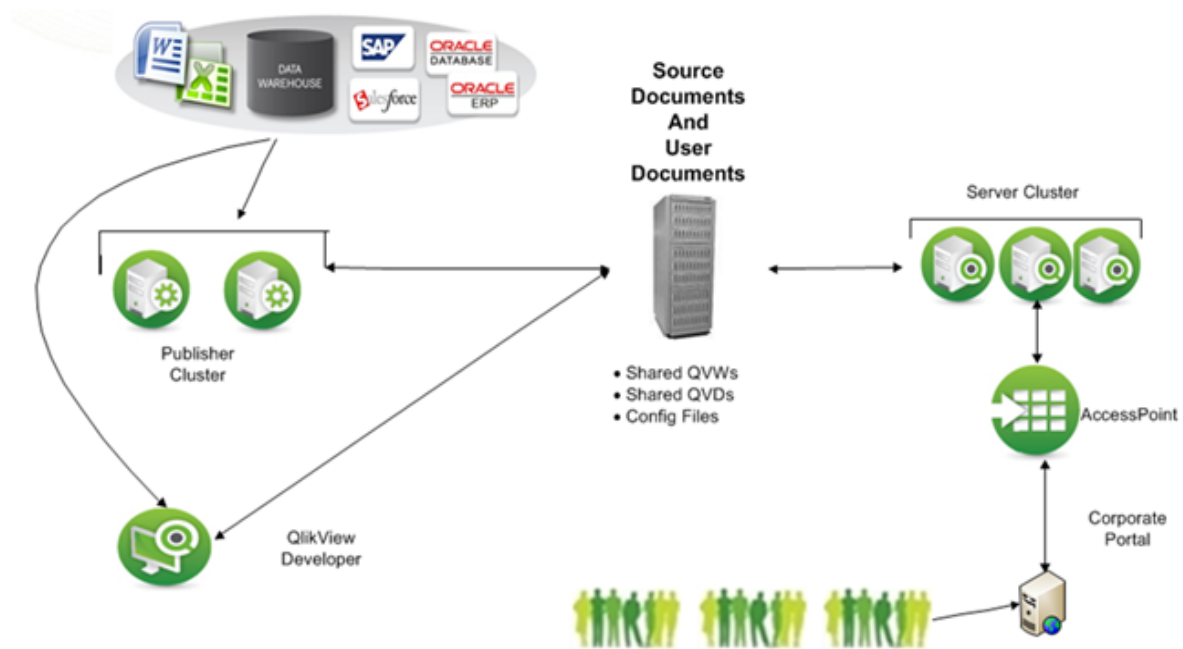 W
X
DATA
WAREHOUSE
SAP
salesforce
ORACLE
DATABASE
ORACLE
ERP
Source
Documents
And
User
Documents
• Shared QVWs
• Shared QVDs
• Config Files
Server Cluster
Publisher
Cluster
AccessPoint
QlikView
Developer
Corporate
Portal